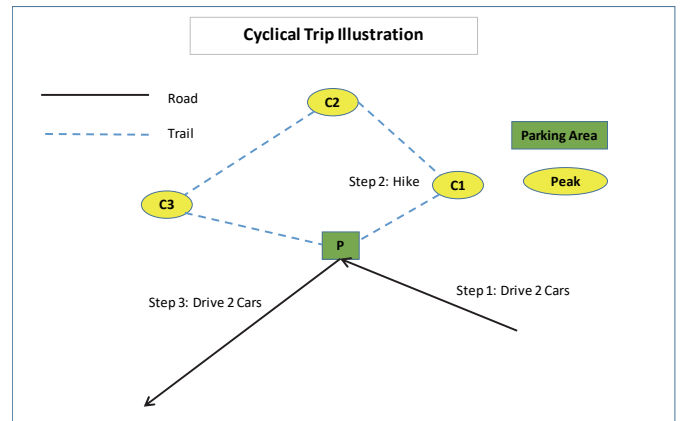 Cyclical Trip Illustration
Road
Trail
C2
Parking Area
Step 2: Hike
C1
Peak
C3
P
Step 3: Drive 2 Cars
Step 1: Drive 2 Cars